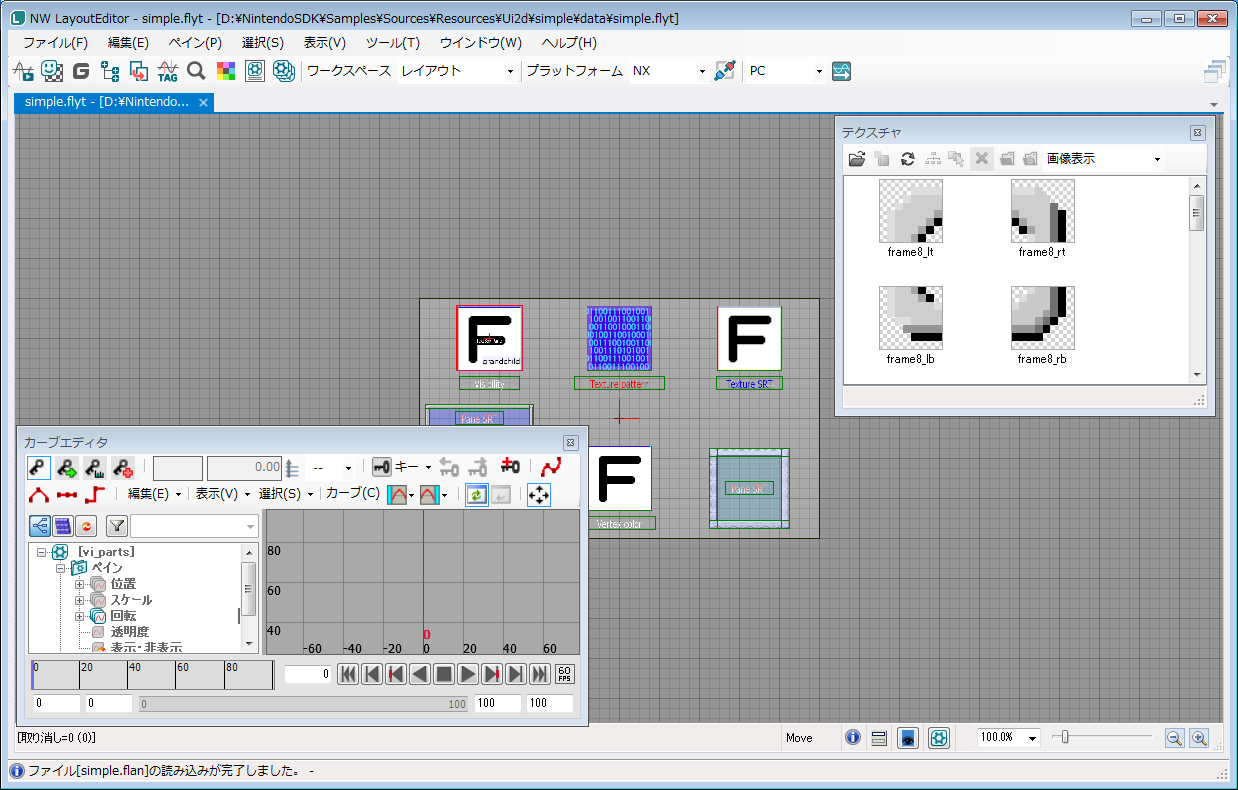 NW LayoutEditor - simple.flyt - [D:¥NintendoSDK¥Samples¥Sources¥Resources¥Ui2d¥simple¥data¥simple.flyt]
ファイル(F) 編集(E) ペイン(P) 選択(S) 表示(V) ツール(T) ウインドウ(W) ヘルプ(H)
TAG ワークスペース レイアウト プラットフォーム NX PC
simple.flyt - [D:¥Nintendo...
テクスチャ
画像表示
frame8_lt frame8_rt
frame8_lb frame8_rb
F F
grandchild
Visibility Texture pattern Texture SRT
Pane SRT
F
Pane SRT
Vertex color
カーブエディタ
0.00 -- キー
編集(E) 表示(V) 選択(S) カーブ(C)
[vi_parts]
ペイン
位置
スケール
回転
透明度
表示・非表示
80
60
40
-60 -40 -20 0 20 40 60
0
0 20 40 60 80
0 60 FPS
0 0 0 100 100 100
[取り消し=0 (0)] Move 100.0%
ファイル[simple.flan]の読み込みが完了しました。 -